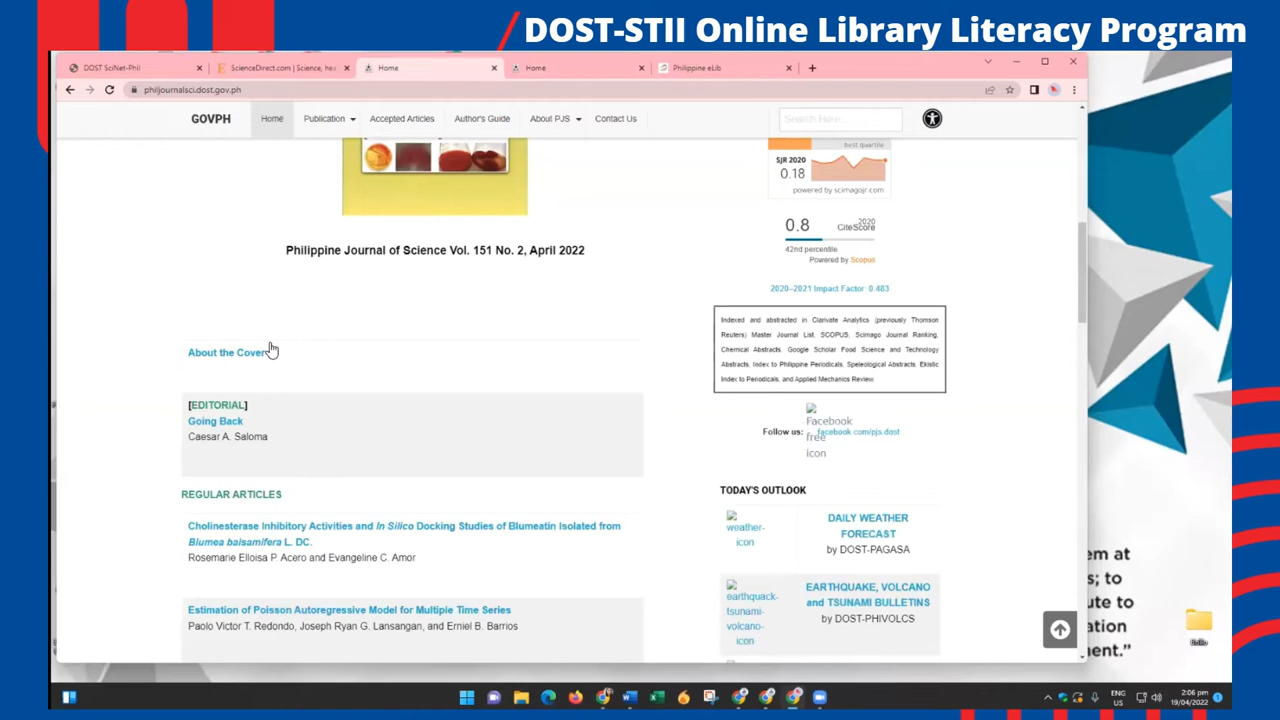 DOST-STII Online Library Literacy Program
DOST SciNet-Phil
ScienceDirect.com | Science, hea
Home
Home
Philippine eLib
philjournalsci.dost.gov.ph
GOVPH
Home
Publication
Accepted Articles
Author's Guide
About PJS
Contact Us
Search Here...
best quartile
SJR 2020
0.18
powered by scimagojr.com
0.8
2020
CiteScore
42nd percentile
Powered by Scopus
2020–2021 Impact Factor: 0.483
Philippine Journal of Science Vol. 151 No. 2, April 2022
Indexed and abstracted in Clarivate Analytics (previously Thomson
Reuters) Master Journal List, SCOPUS, Scimago Journal Ranking,
Chemical Abstracts, Google Scholar Food Science and Technology
Abstracts, Index to Philippine Periodicals, Speleological Abstracts, Ekistic
Index to Periodicals, and Applied Mechanics Review.
About the Cover
[EDITORIAL]
Going Back
Caesar A. Saloma
Follow us:
Facebook
free
icon
facebook.com/pjs.dost
REGULAR ARTICLES
Cholinesterase Inhibitory Activities and In Silico Docking Studies of Blumeatin Isolated from
Blumea balsamifera L. DC.
Rosemarie Elloisa P. Acero and Evangeline C. Amor
Estimation of Poisson Autoregressive Model for Multiple Time Series
Paolo Victor T. Redondo, Joseph Ryan G. Lansangan, and Erniel B. Barrios
TODAY'S OUTLOOK
weather-
icon
DAILY WEATHER
FORECAST
by DOST-PAGASA
earthquack-
tsunami-
volcano-
icon
EARTHQUAKE, VOLCANO
and TSUNAMI BULLETINS
by DOST-PHIVOLCS
em at
s; to
ute to
ation
ment."
ENG
US
2:06 pm
19/04/2022